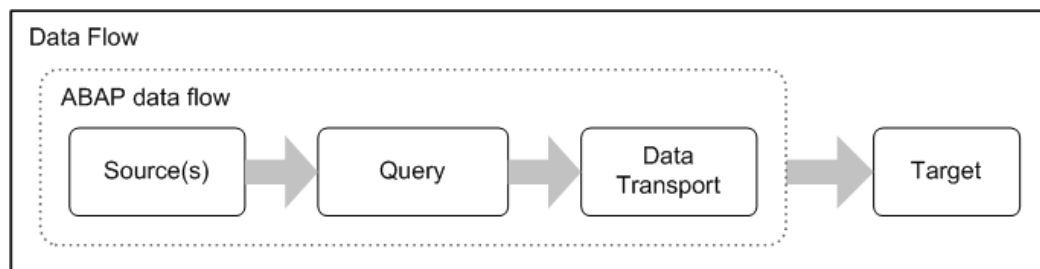 Data Flow
ABAP data flow
Source(s)
Query
Data
Transport
Target